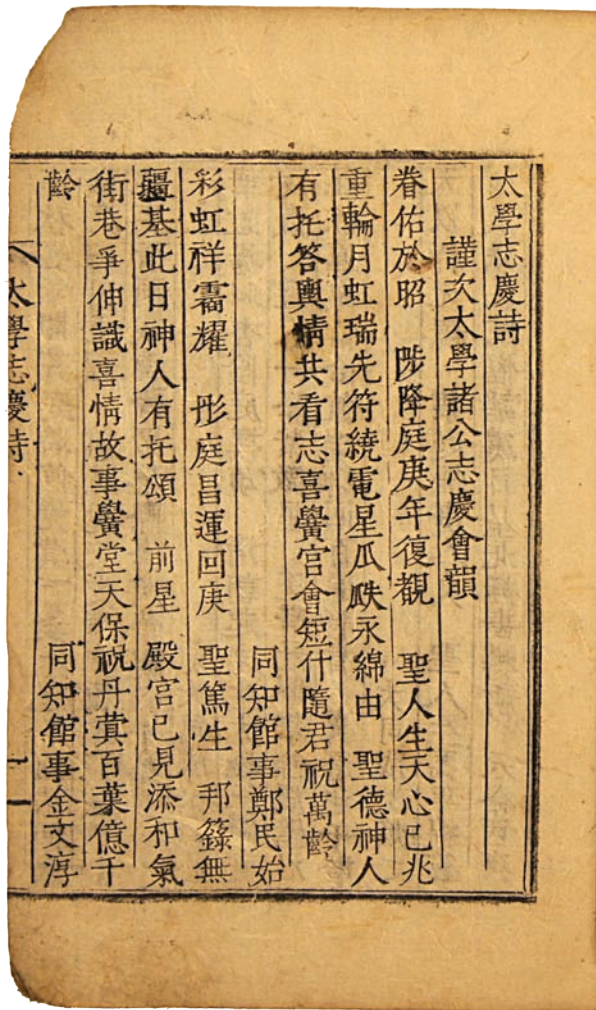 太學志慶詩
謹次太學諸公志慶會韻
眷佑於昭 陟降庭庚年復覩 聖人生天心已兆
重輪月虹瑞先符繞電星瓜瓞永綿由 聖德神人
有托答輿情共看志喜黌宮會短什隨君祝萬齡
同知館事鄭民始
彩虹祥霱耀 彤庭昌運回庚 聖篤生 邦籙無
疆基此日神人有托頌 前星 殿宮已見添和氣
街巷爭伸識喜情故事黌堂天保祝丹蓂百葉億千
齡
同知館事金文淳
太學志慶詩
一